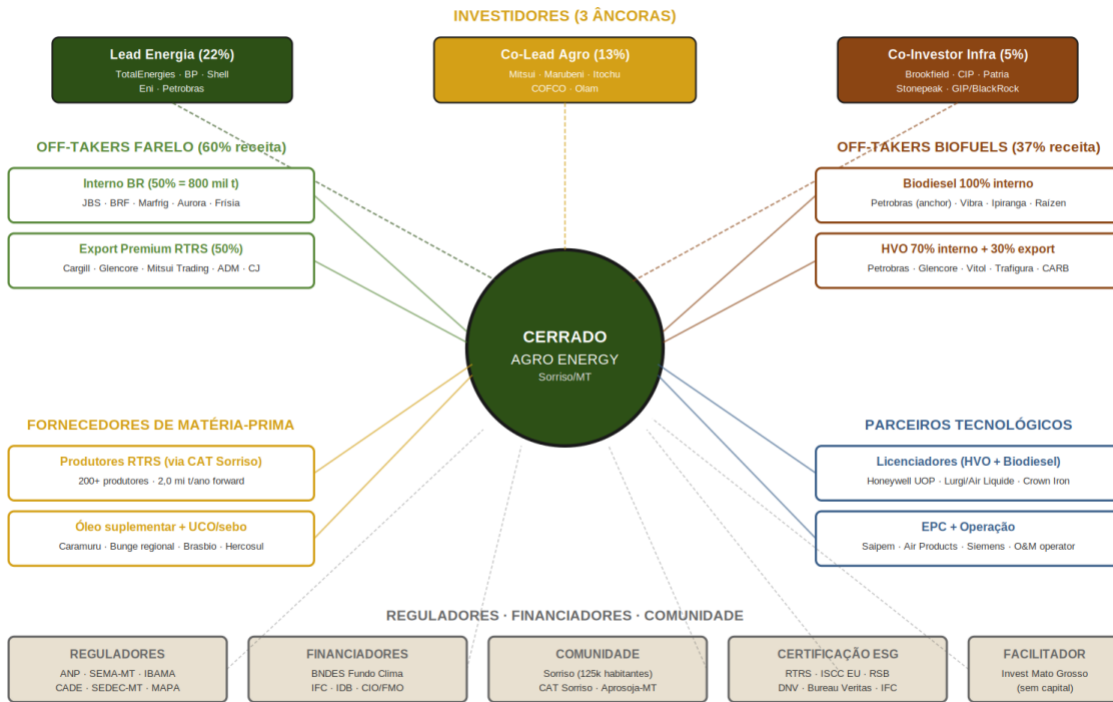 INVESTIDORES (3 ÂNCORAS)
Lead Energia (22%)
TotalEnergies · BP · Shell
Eni · Petrobras
Co-Lead Agro (13%)
Mitsui · Marubeni · Itochu
COFCO · Olam
Co-Investor Infra (5%)
Brookfield · CIP · Patria
Stonepeak · GIP/BlackRock
OFF-TAKERS FARELO (60% receita)
Interno BR (50% = 800 mil t)
JBS · BRF · Marfrig · Aurora · Frísia
Export Premium RTRS (50%)
Cargill · Glencore · Mitsui Trading · ADM · CJ
OFF-TAKERS BIOFUELS (37% receita)
Biodiesel 100% interno
Petrobras (anchor) · Vibra · Ipiranga · Raízen
HVO 70% interno + 30% export
Petrobras · Glencore · Vitol · Trafigura · CARB
CERRADO
AGRO ENERGY
Sorriso/MT
FORNECEDORES DE MATÉRIA-PRIMA
Produtores RTRS (via CAT Sorriso)
200+ produtores · 2,0 mi t/ano forward
Óleo suplementar + UCO/sebo
Caramuru · Bunge regional · Brasbio · Hercosul
PARCEIROS TECNOLÓGICOS
Licenciadores (HVO + Biodiesel)
Honeywell UOP · Lurgi/Air Liquide · Crown Iron
EPC + Operação
Saipem · Air Products · Siemens · O&M operator
REGULADORES · FINANCIADORES · COMUNIDADE
REGULADORES
ANP · SEMA-MT · IBAMA
CADE · SEDEC-MT · MAPA
FINANCIADORES
BNDES Fundo Clima
IFC · IDB · CIO/FMO
COMUNIDADE
Sorriso (125k habitantes)
CAT Sorriso · Aprosoja-MT
CERTIFICAÇÃO ESG
RTRS · ISCC EU · RSB
DNV · Bureau Veritas · IFC
FACILITADOR
Invest Mato Grosso
(sem capital)